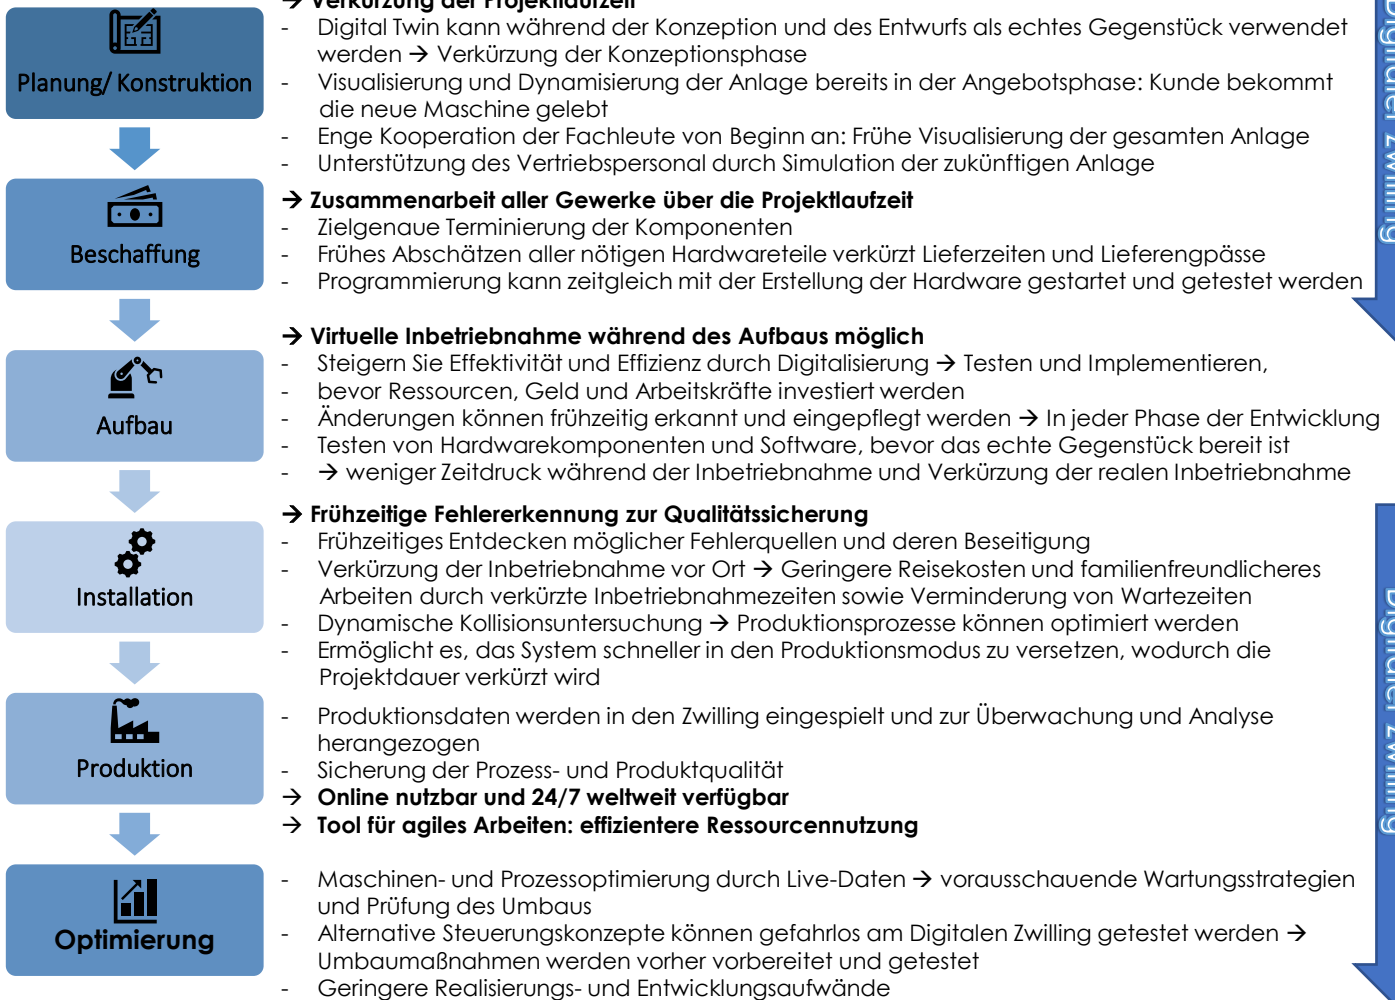 → Verkürzung der Projektlaufzeit
Planung/ Konstruktion
- Digital Twin kann während der Konzeption und des Entwurfs als echtes Gegenstück verwendet
werden → Verkürzung der Konzeptionsphase
- Visualisierung und Dynamisierung der Anlage bereits in der Angebotsphase: Kunde bekommt
die neue Maschine gelebt
- Enge Kooperation der Fachleute von Beginn an: Frühe Visualisierung der gesamten Anlage
- Unterstützung des Vertriebspersonal durch Simulation der zukünftigen Anlage
Beschaffung
→ Zusammenarbeit aller Gewerke über die Projektlaufzeit
- Zielgenaue Terminierung der Komponenten
- Frühes Abschätzen aller nötigen Hardwareteile verkürzt Lieferzeiten und Lieferengpässe
- Programmierung kann zeitgleich mit der Erstellung der Hardware gestartet und getestet werden
Digitaler Zwilling
Aufbau
→ Virtuelle Inbetriebnahme während des Aufbaus möglich
- Steigern Sie Effektivität und Effizienz durch Digitalisierung → Testen und Implementieren,
- bevor Ressourcen, Geld und Arbeitskräfte investiert werden
- Änderungen können frühzeitig erkannt und eingepflegt werden → In jeder Phase der Entwicklung
- Testen von Hardwarekomponenten und Software, bevor das echte Gegenstück bereit ist
- → weniger Zeitdruck während der Inbetriebnahme und Verkürzung der realen Inbetriebnahme
Installation
→ Frühzeitige Fehlererkennung zur Qualitätssicherung
- Frühzeitiges Entdecken möglicher Fehlerquellen und deren Beseitigung
- Verkürzung der Inbetriebnahme vor Ort → Geringere Reisekosten und familienfreundlicheres
Arbeiten durch verkürzte Inbetriebnahmezeiten sowie Verminderung von Wartezeiten
- Dynamische Kollisionsuntersuchung → Produktionsprozesse können optimiert werden
- Ermöglicht es, das System schneller in den Produktionsmodus zu versetzen, wodurch die
Projektdauer verkürzt wird
Produktion
- Produktionsdaten werden in den Zwilling eingespielt und zur Überwachung und Analyse
herangezogen
- Sicherung der Prozess- und Produktqualität
→ Online nutzbar und 24/7 weltweit verfügbar
→ Tool für agiles Arbeiten: effizientere Ressourcennutzung
Optimierung
- Maschinen- und Prozessoptimierung durch Live-Daten → vorausschauende Wartungsstrategien
und Prüfung des Umbaus
- Alternative Steuerungskonzepte können gefahrlos am Digitalen Zwilling getestet werden →
Umbaumaßnahmen werden vorher vorbereitet und getestet
- Geringere Realisierungs- und Entwicklungsaufwände
Digitaler Zwilling